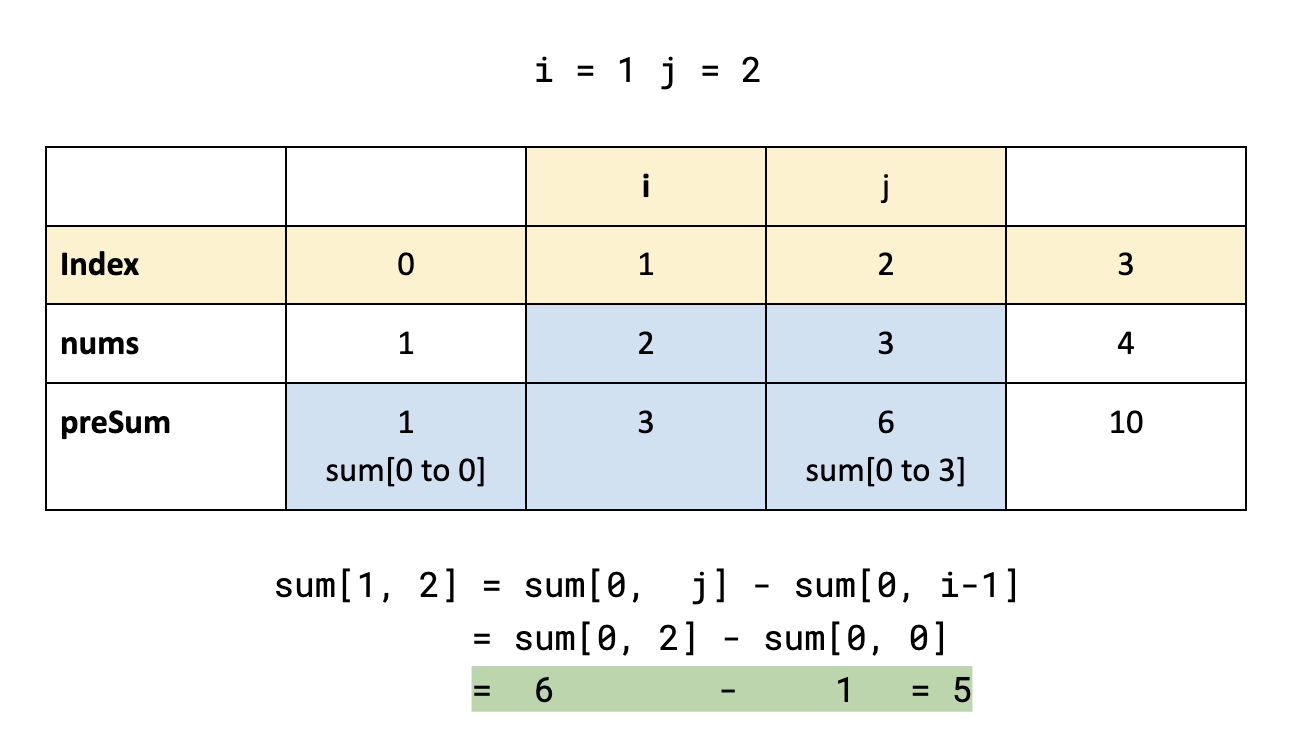 i = 1 j = 2
i j
Index 0 1 2 3
nums 1 2 3 4
preSum 1 3 6 10
sum[0 to 0] sum[0 to 3]
sum[1, 2] = sum[0, j] - sum[0, i-1]
= sum[0, 2] - sum[0, 0]
= 6 - 1 = 5